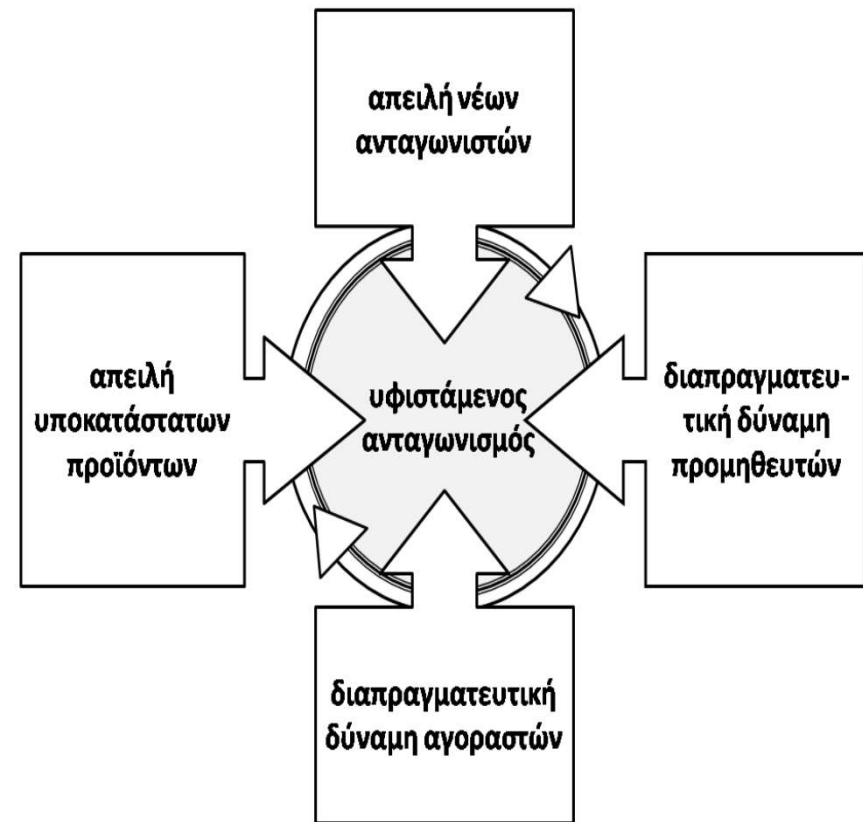 απειλή νέων
ανταγωνιστών
απειλή
υποκατάστατων
προϊόντων
υφιστάμενος
ανταγωνισμός
διαπραγματευ-
τική δύναμη
προμηθευτών
διαπραγματευτική
δύναμη αγοραστών